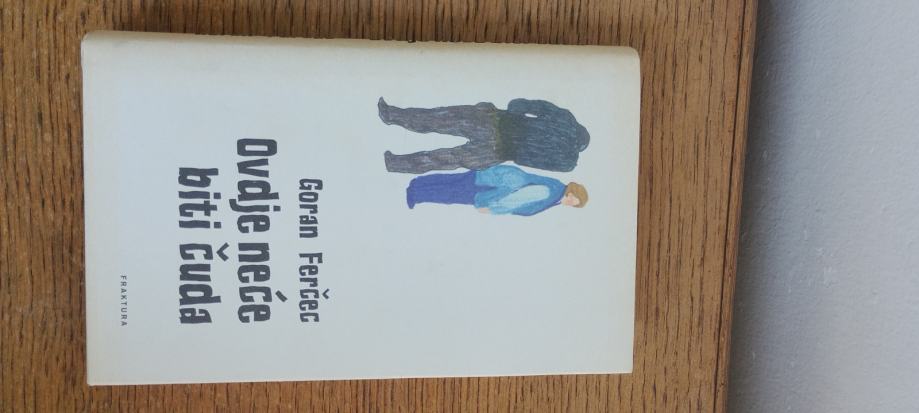 Goran Ferčec
Ovdje neće
biti čuda
FRAKTURA